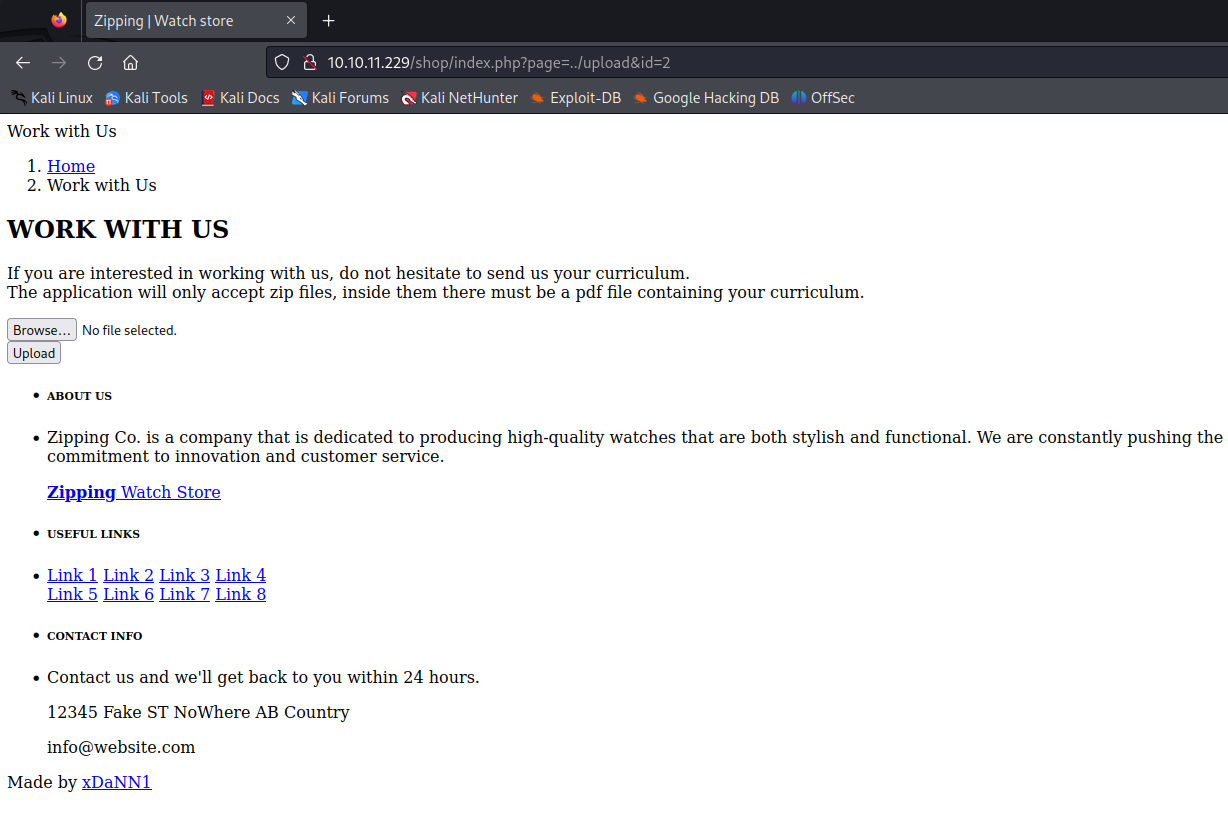 Zipping | Watch store
10.10.11.229/shop/index.php?page=../upload&id=2
Kali Linux Kali Tools Kali Docs Kali Forums Kali NetHunter Exploit-DB Google Hacking DB OffSec
Work with Us
1. Home
2. Work with Us
WORK WITH US
If you are interested in working with us, do not hesitate to send us your curriculum.
The application will only accept zip files, inside them there must be a pdf file containing your curriculum.
Browse... No file selected.
Upload
• ABOUT US
• Zipping Co. is a company that is dedicated to producing high-quality watches that are both stylish and functional. We are constantly pushing the
commitment to innovation and customer service.
Zipping Watch Store
• USEFUL LINKS
• Link 1 Link 2 Link 3 Link 4
Link 5 Link 6 Link 7 Link 8
• CONTACT INFO
• Contact us and we'll get back to you within 24 hours.
12345 Fake ST NoWhere AB Country
info@website.com
Made by xDaNN1